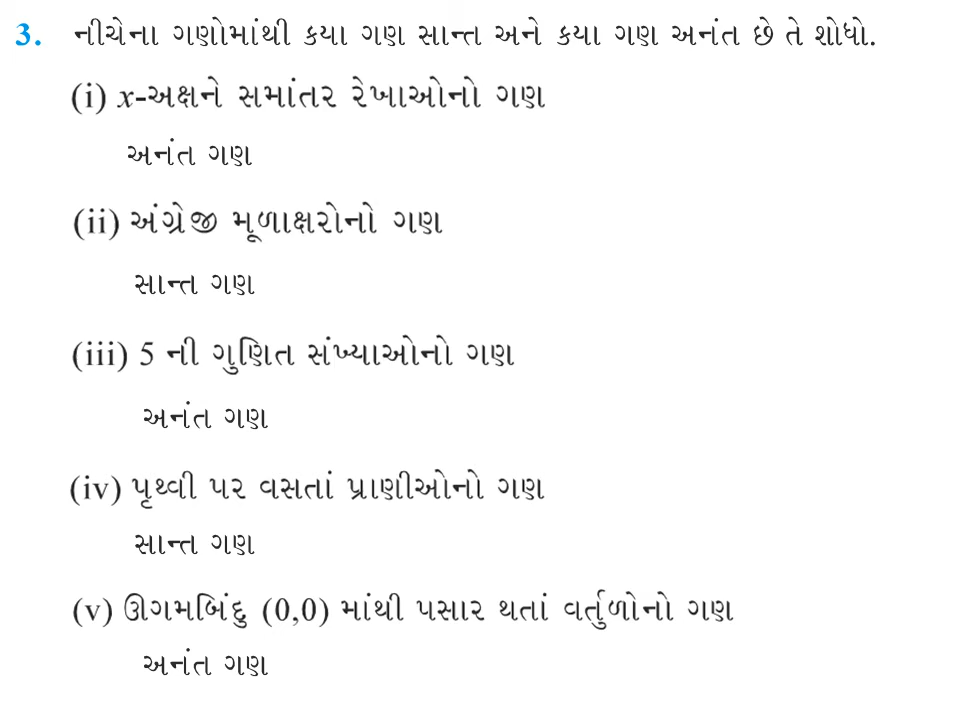 3. નીચેના ગણોમાંથી કયા ગણ સાન્ત અને કયા ગણ અનંત છે તે શોધો.
(i) x-અક્ષને સમાંતર રેખાઓનો ગણ
અનંત ગણ
(ii) અંગ્રેજી મૂળાક્ષરોનો ગણ
સાન્ત ગણ
(iii) 5 ની ગુણિત સંખ્યાઓનો ગણ
અનંત ગણ
(iv) પૃથ્વી પર વસતાં પ્રાણીઓનો ગણ
સાન્ત ગણ
(v) ઊગમબિંદુ (0,0) માંથી પસાર થતાં વર્તુળોનો ગણ
અનંત ગણ